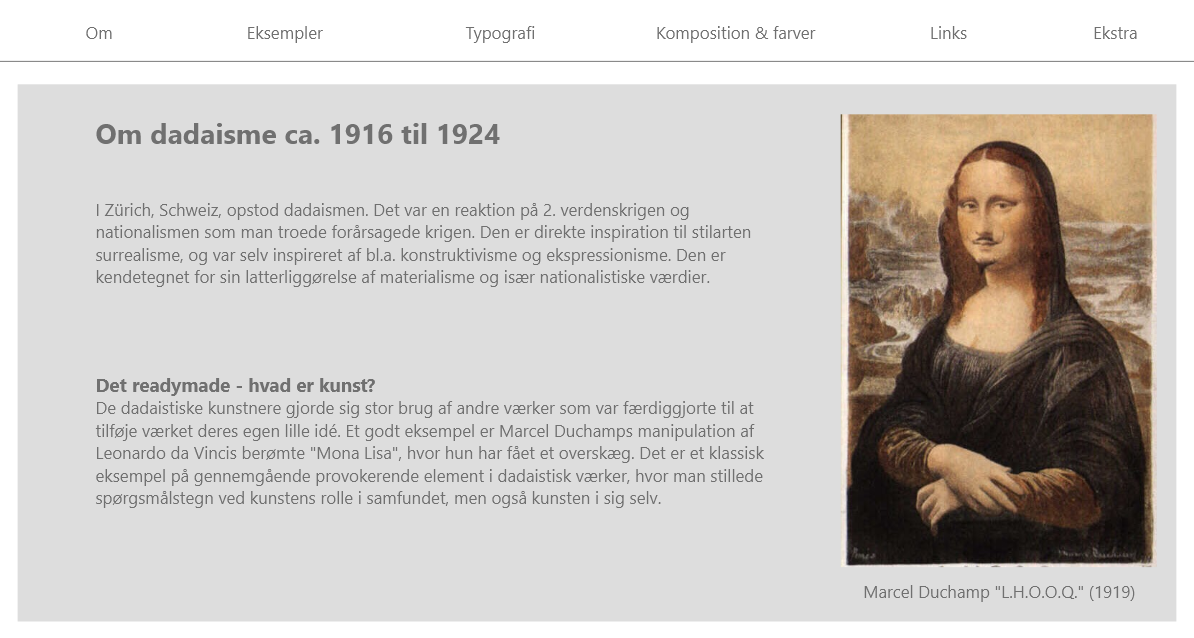 Om Eksempler Typografi Komposition & farver Links Ekstra
Om dadaisme ca. 1916 til 1924
I Zürich, Schweiz, opstod dadaismen. Det var en reaktion på 2. verdenskrigen og
nationalismen som man troede forårsagede krigen. Den er direkte inspiration til stilarten
surrealisme, og var selv inspireret af bl.a. konstruktivisme og ekspressionisme. Den er
kendetegnet for sin latterliggørelse af materialisme og især nationalistiske værdier.
Det readymade - hvad er kunst?
De dadaistiske kunstnere gjorde sig stor brug af andre værker som var færdiggjorte til at
tilføje værket deres egen lille idé. Et godt eksempel er Marcel Duchamps manipulation af
Leonardo da Vincis berømte "Mona Lisa", hvor hun har fået et overskæg. Det er et klassisk
eksempel på gennemgående provokerende element i dadaistisk værker, hvor man stillede
spørgsmålstegn ved kunstens rolle i samfundet, men også kunsten i sig selv.
Marcel Duchamp "L.H.O.O.Q." (1919)